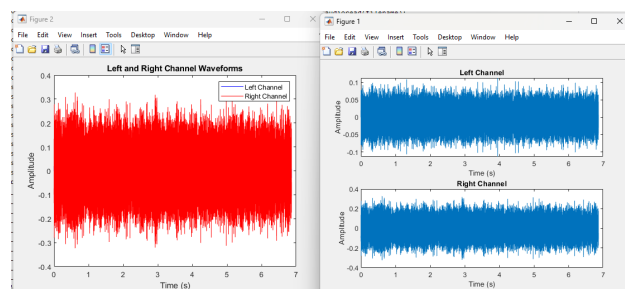 Figure 2
File Edit View Insert Tools Desktop Window Help
Left and Right Channel Waveforms
Left Channel
Right Channel
0.4
0.3
0.2
0.1
0
-0.1
-0.2
-0.3
-0.4
Amplitude
0 1 2 3 4 5 6 7
Time (s)
Figure 1
File Edit View Insert Tools Desktop Window Help
Left Channel
0.1
0.05
0
-0.05
-0.1
Amplitude
0 1 2 3 4 5 6 7
Time (s)
Right Channel
0.4
0.2
0
-0.2
-0.4
Amplitude
0 1 2 3 4 5 6 7
Time (s)